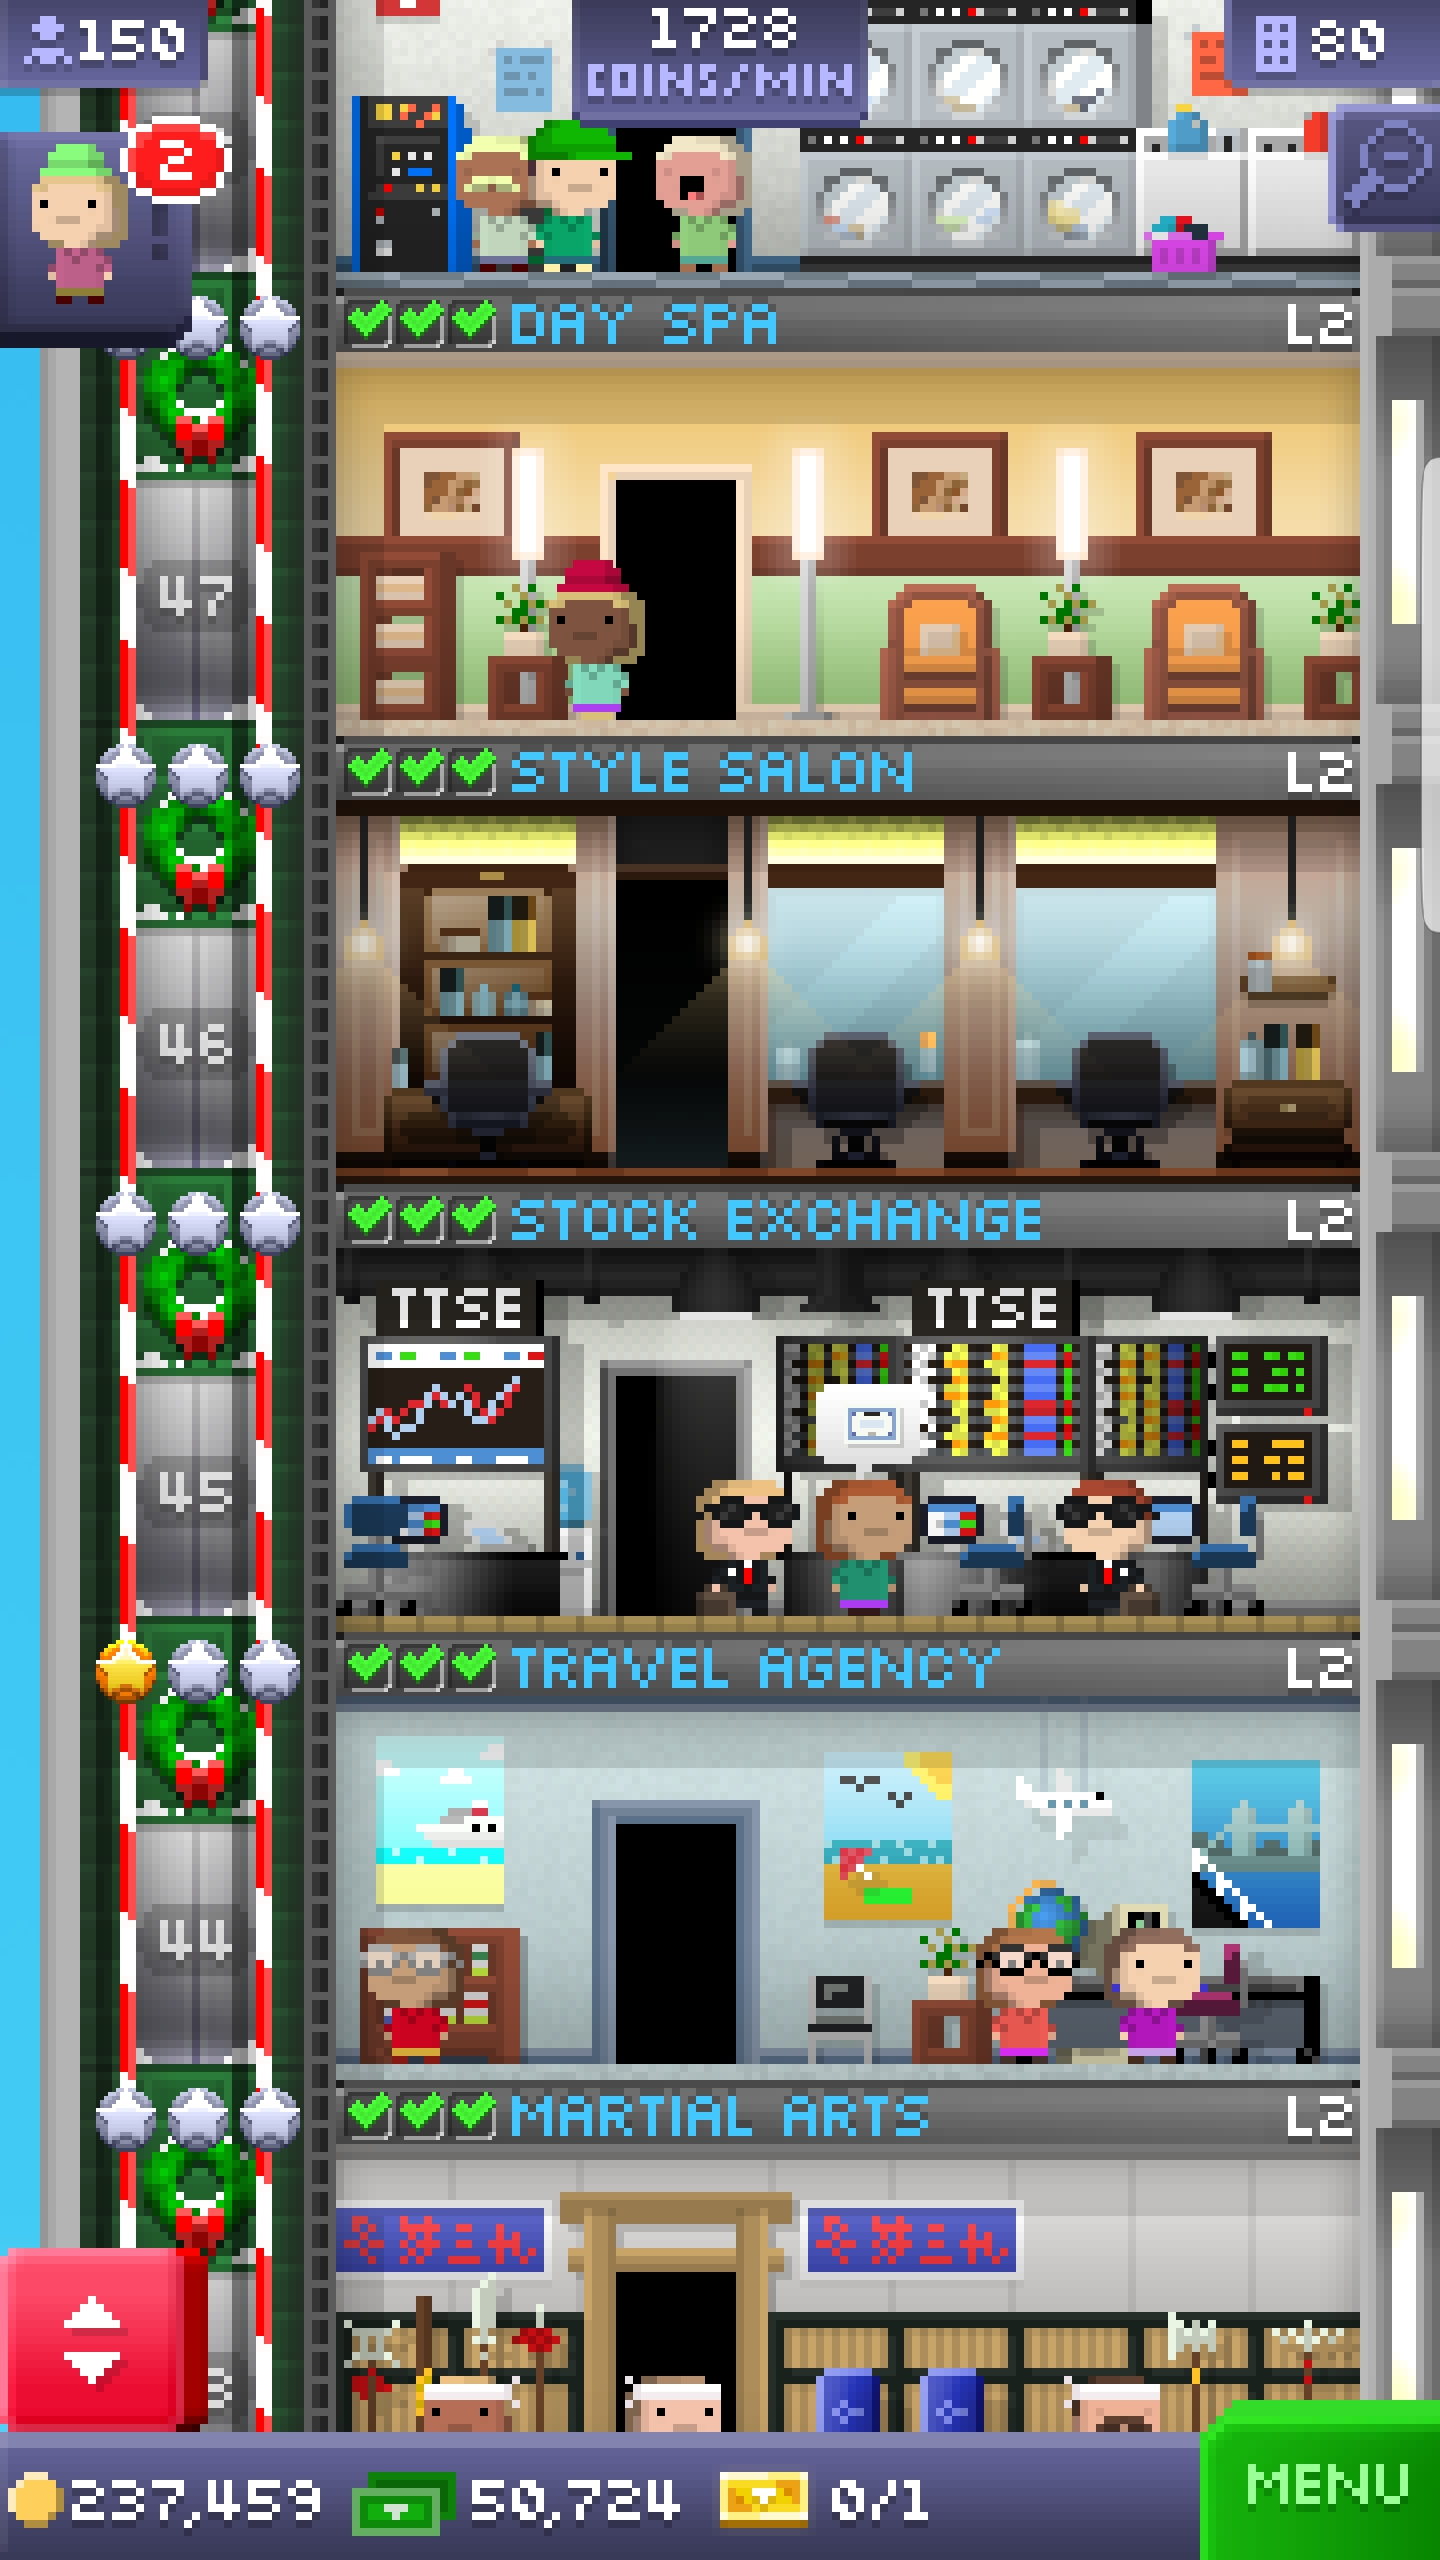 150
1728
COINS/MIN
80
2
DAY SPA L2
47
STYLE SALON L2
46
STOCK EXCHANGE L2
TTSE TTSE
45
TRAVEL AGENCY L2
44
MARTIAL ARTS L2
237,459 50,724 0/1 MENU